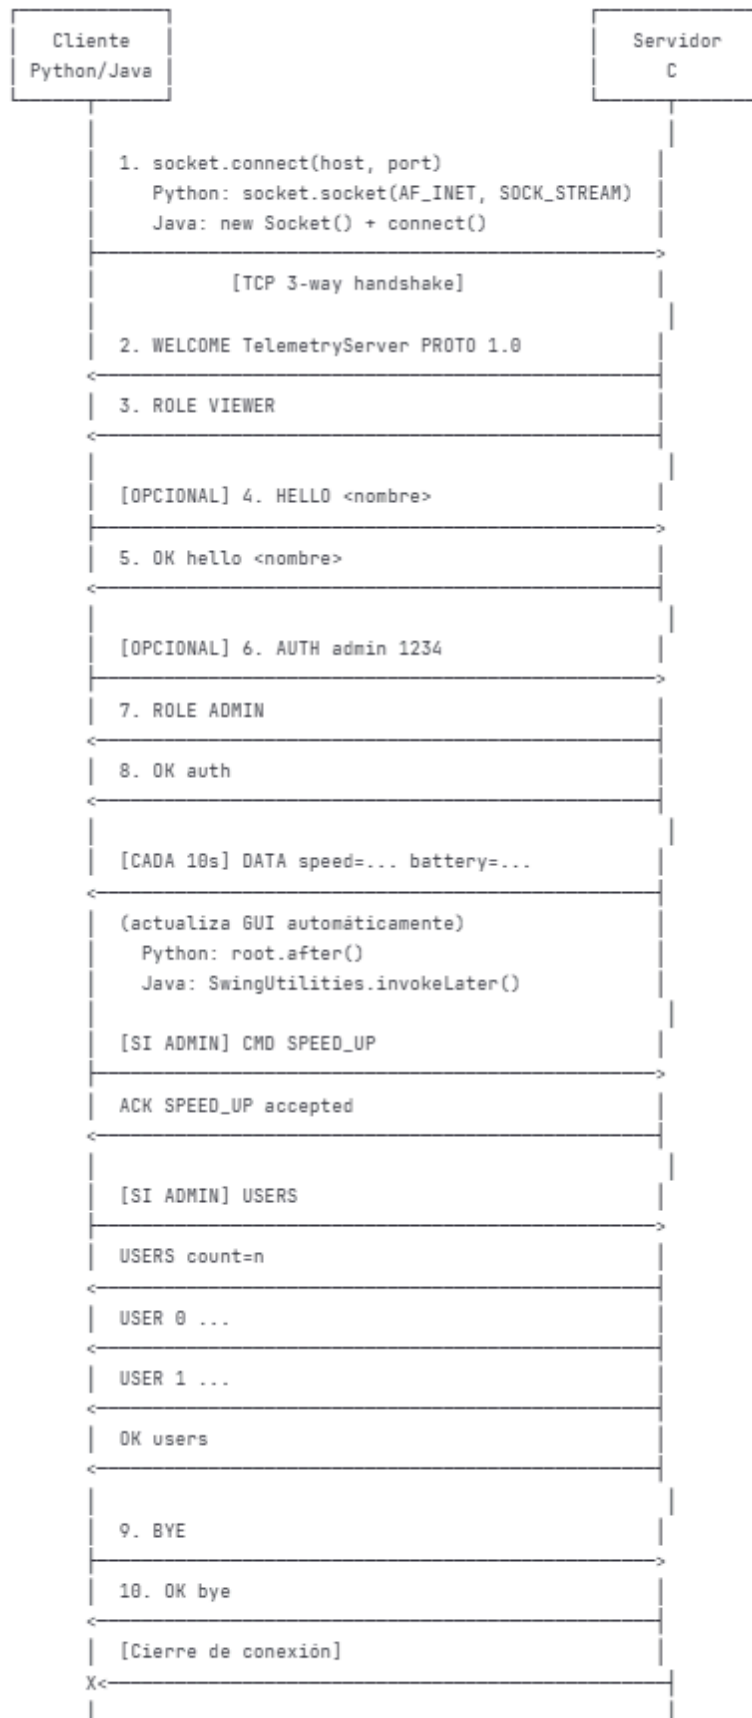 Cliente
Servidor
Python/Java
C
1. socket.connect(host, port)
Python: socket.socket(AF_INET, SOCK_STREAM)
Java: new Socket() + connect()
[TCP 3-way handshake]
2. WELCOME TelemetryServer PROTO 1.0
3. ROLE VIEWER
[OPCIONAL] 4. HELLO <nombre>
5. OK hello <nombre>
[OPCIONAL] 6. AUTH admin 1234
7. ROLE ADMIN
8. OK auth
[CADA 10s] DATA speed=... battery=...
(actualiza GUI automáticamente)
Python: root.after()
Java: SwingUtilities.invokeLater()
[SI ADMIN] CMD SPEED_UP
ACK SPEED_UP accepted
[SI ADMIN] USERS
USERS count=n
USER 0 ...
USER 1 ...
OK users
9. BYE
10. OK bye
[Cierre de conexión]
X